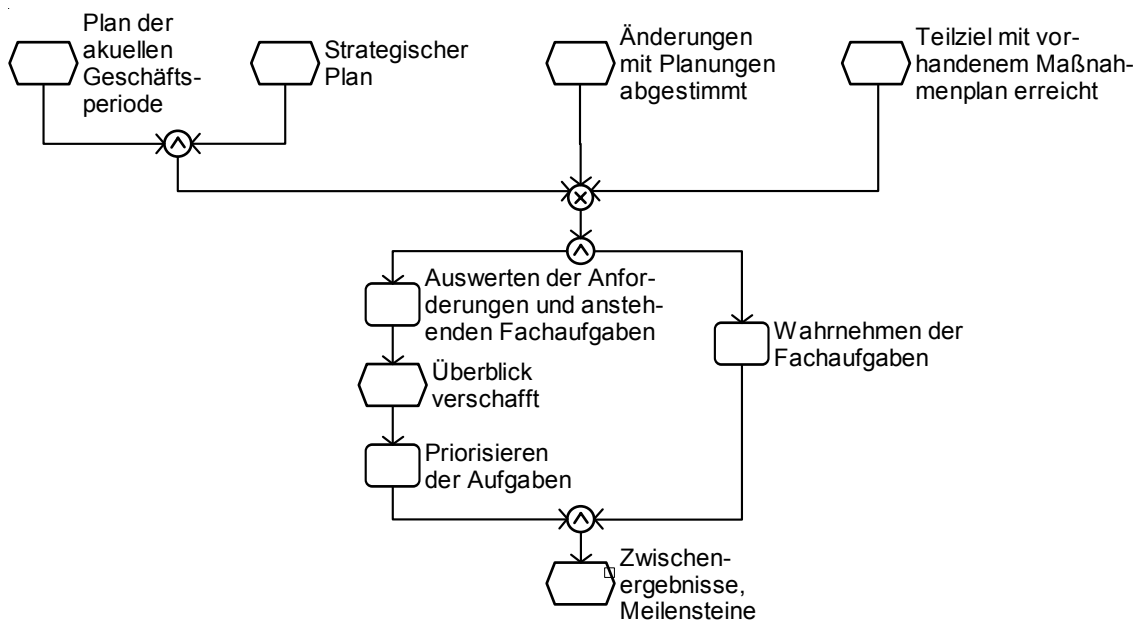 Plan der
akuellen
Geschäfts-
periode
Strategischer
Plan
Änderungen
mit Planungen
abgestimmt
Teilziel mit vor-
handenem Maßnah-
menplan erreicht
Auswerten der Anfor-
derungen und ansteh-
enden Fachaufgaben
Wahrnehmen der
Fachaufgaben
Überblick
verschafft
Priorisieren
der Aufgaben
Zwischen-
ergebnisse,
Meilensteine